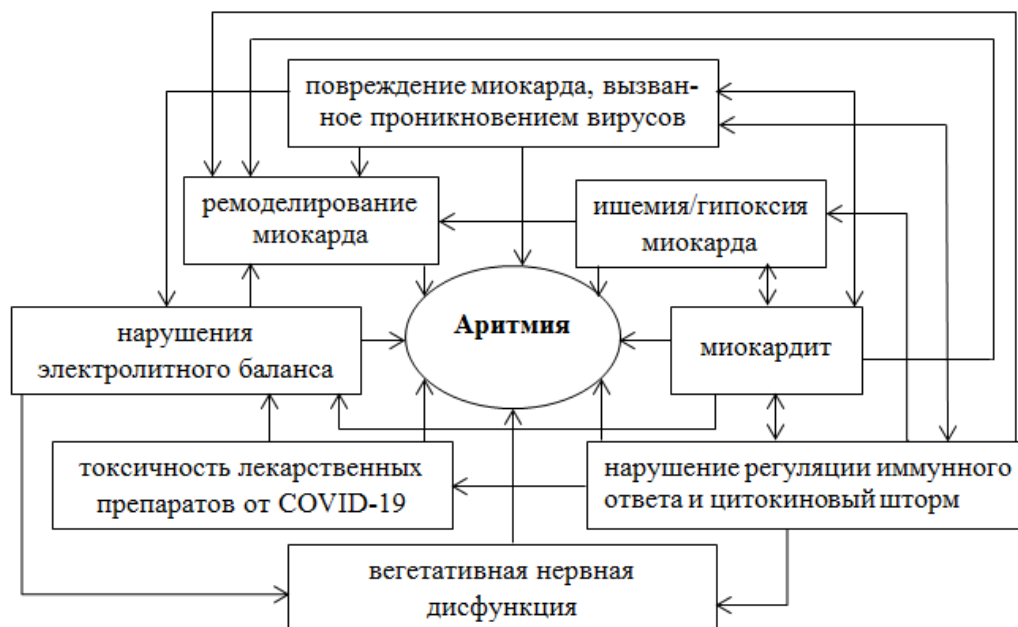 повреждение миокарда, вызван-
ное проникновением вирусов
ремоделирование
миокарда
ишемия/гипоксия
миокарда
Аритмия
нарушения
электролитного баланса
миокардит
токсичность лекарственных
препаратов от COVID-19
нарушение регуляции иммунного
ответа и цитокиновый шторм
вегетативная нервная
дисфункция